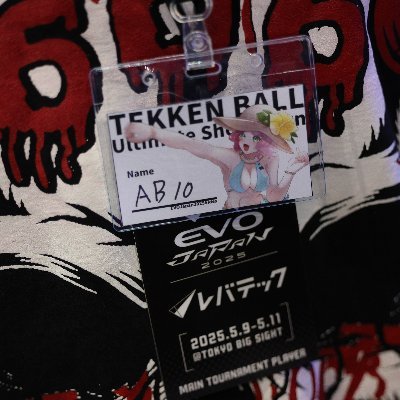 TEKKEN BALL
Name
AB10
EVO
JAPAN
2025
レバテック
2025.5.9-5.11
@TOKYO BIG SIGHT
MAIN TOURNAMENT PLAYER